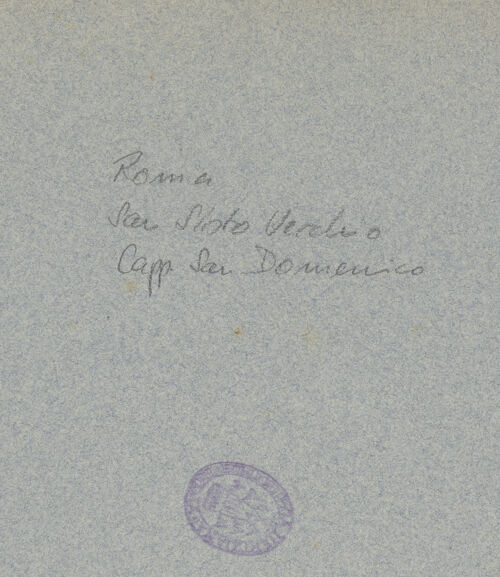 Roma
San Sisto Vecchio
Capp San Domenico